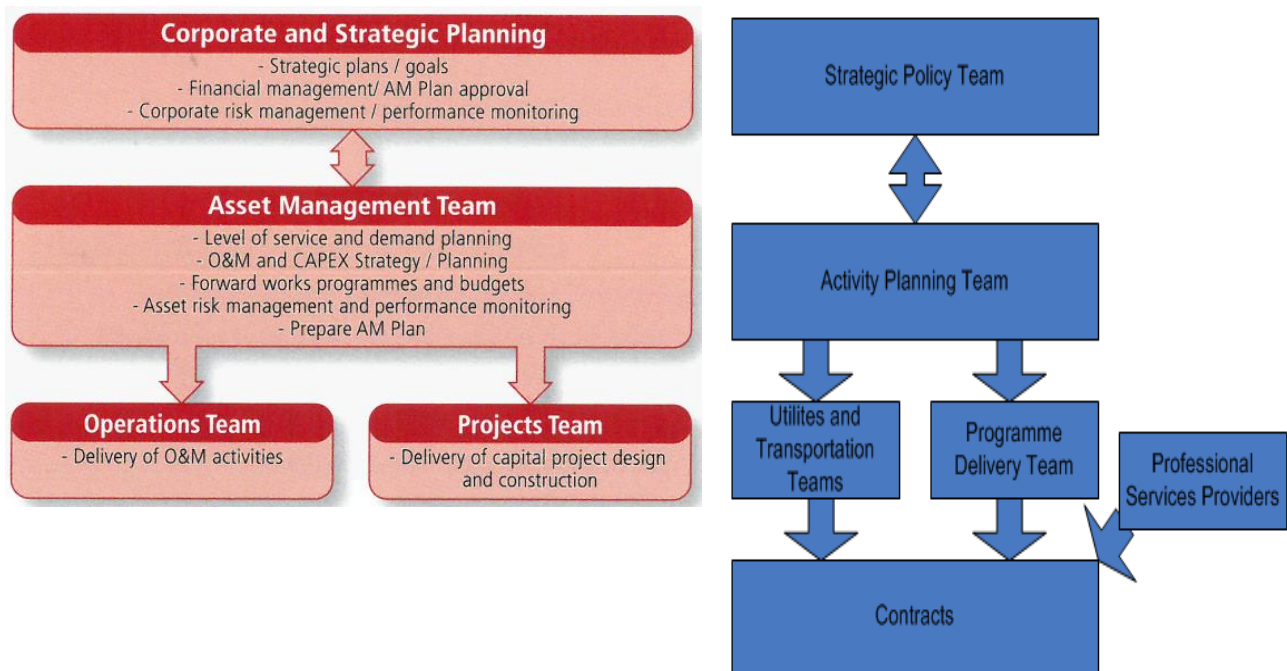 Corporate and Strategic Planning
- Strategic plans / goals
- Financial management/ AM Plan approval
- Corporate risk management / performance monitoring
Asset Management Team
- Level of service and demand planning
- O&M and CAPEX Strategy / Planning
- Forward works programmes and budgets
- Asset risk management and performance monitoring
- Prepare AM Plan
Operations Team
- Delivery of O&M activities
Projects Team
- Delivery of capital project design
and construction
Strategic Policy Team
Activity Planning Team
Utilites and
Transportation
Teams
Programme
Delivery Team
Professional
Services Providers
Contracts